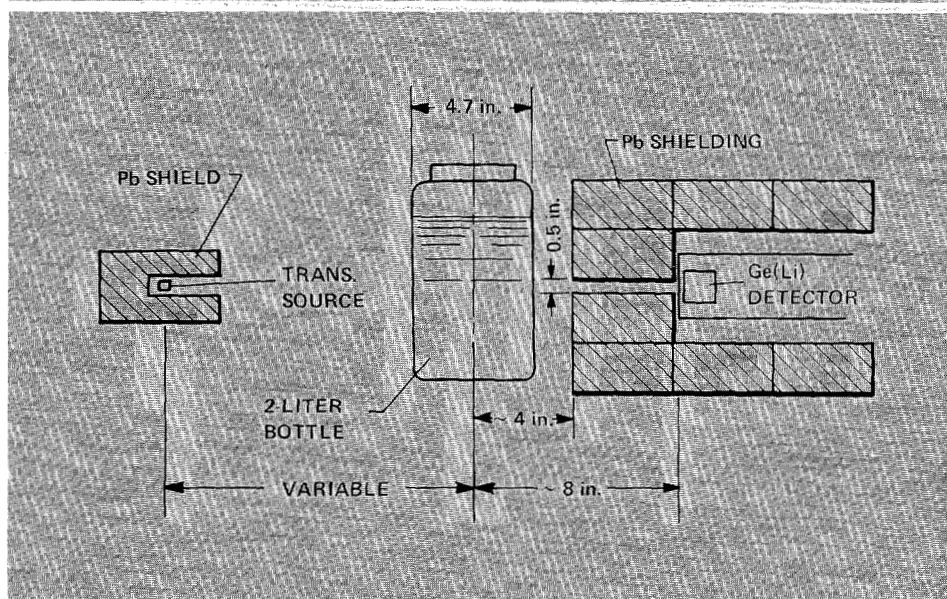 4.7 in.
Pb SHIELDING
Pb SHIELD
0.5 in.
TRANS.
SOURCE
Ge(Li)
DETECTOR
2-LITER
BOTTLE
~ 4 in.
VARIABLE
~ 8 in.